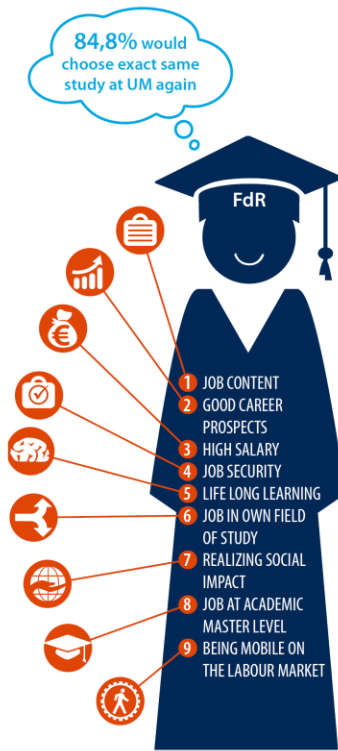 84,8% would
choose exact same
study at UM again
FdR
1 JOB CONTENT
2 GOOD CAREER
PROSPECTS
3 HIGH SALARY
4 JOB SECURITY
5 LIFE LONG LEARNING
6 JOB IN OWN FIELD
OF STUDY
7 REALIZING SOCIAL
IMPACT
8 JOB AT ACADEMIC
MASTER LEVEL
9 BEING MOBILE ON
THE LABOUR MARKET
€